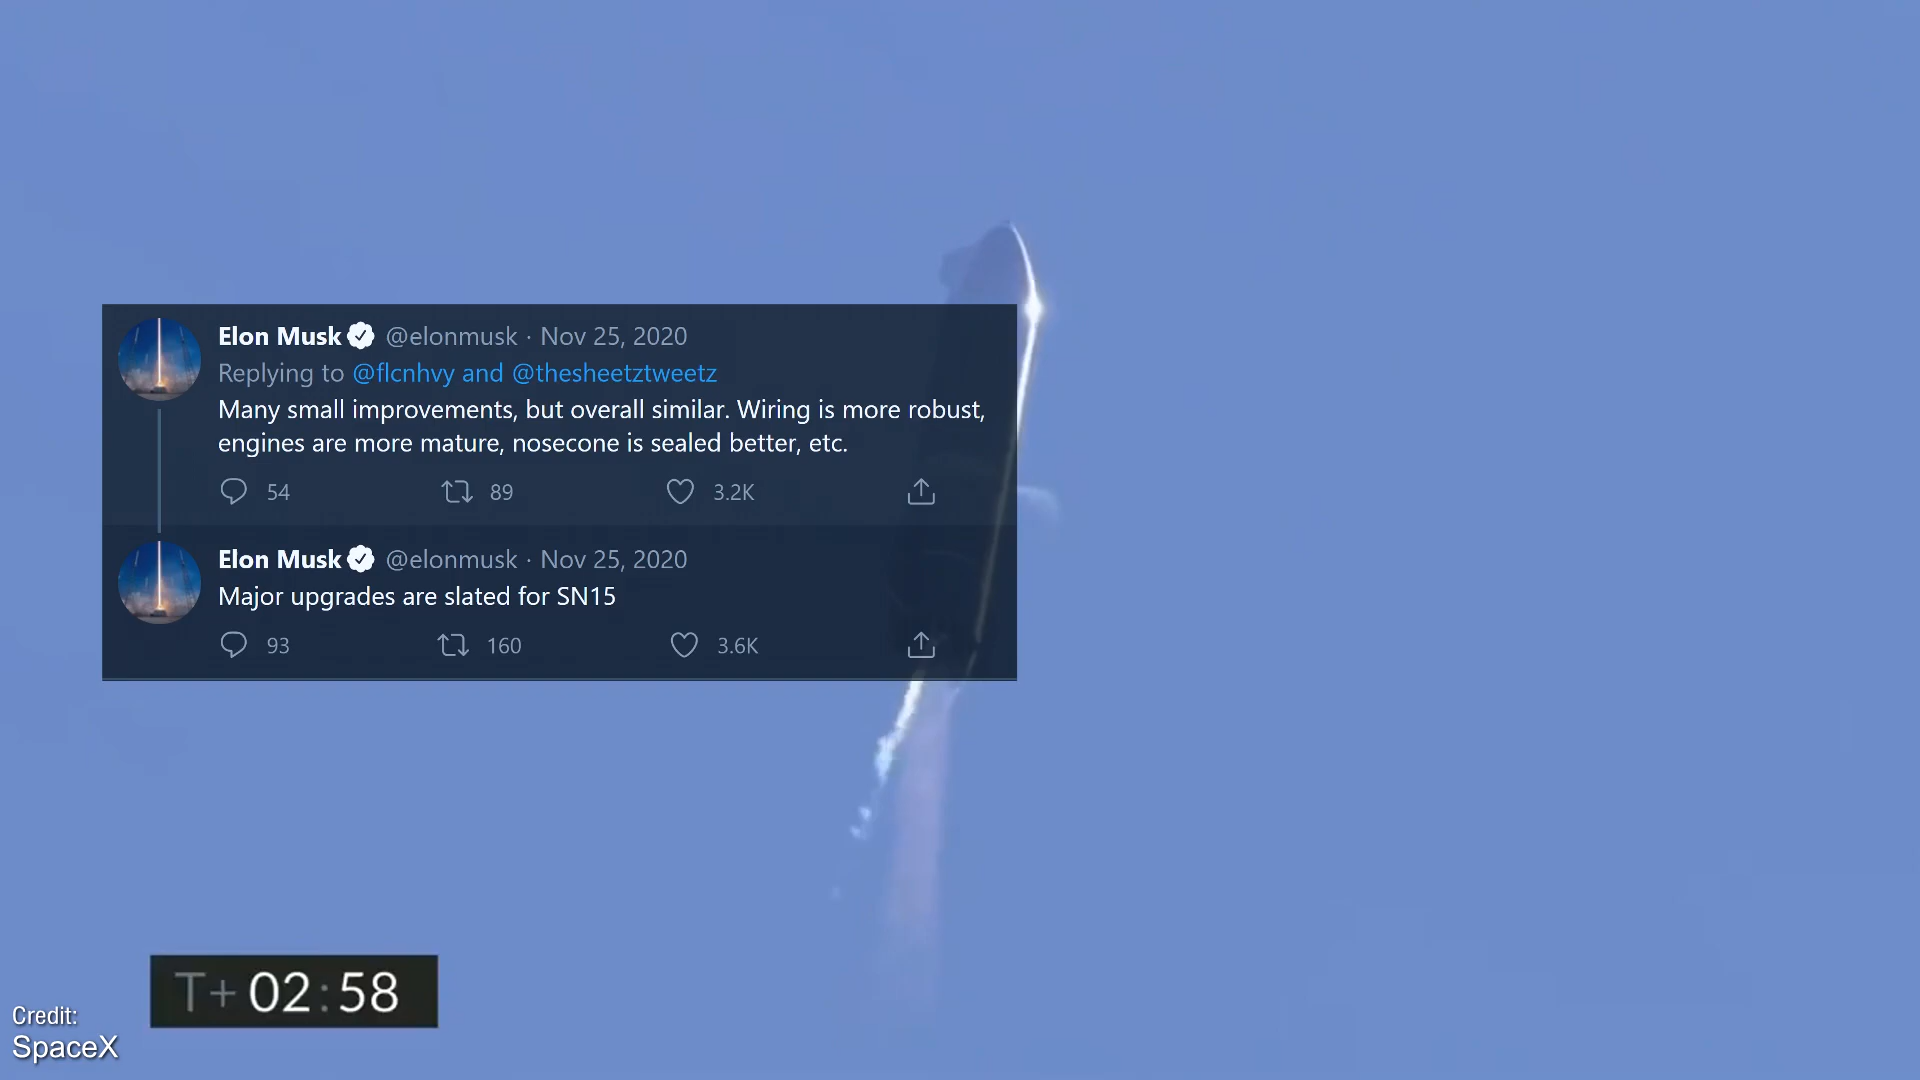 Elon Musk @elonmusk · Nov 25, 2020
Replying to @flcnhvy and @thesheetztweetz
Many small improvements, but overall similar. Wiring is more robust,
engines are more mature, nosecone is sealed better, etc.
54 89 3.2K
Elon Musk @elonmusk · Nov 25, 2020
Major upgrades are slated for SN15
93 160 3.6K
T+ 02:58
Credit:
SpaceX